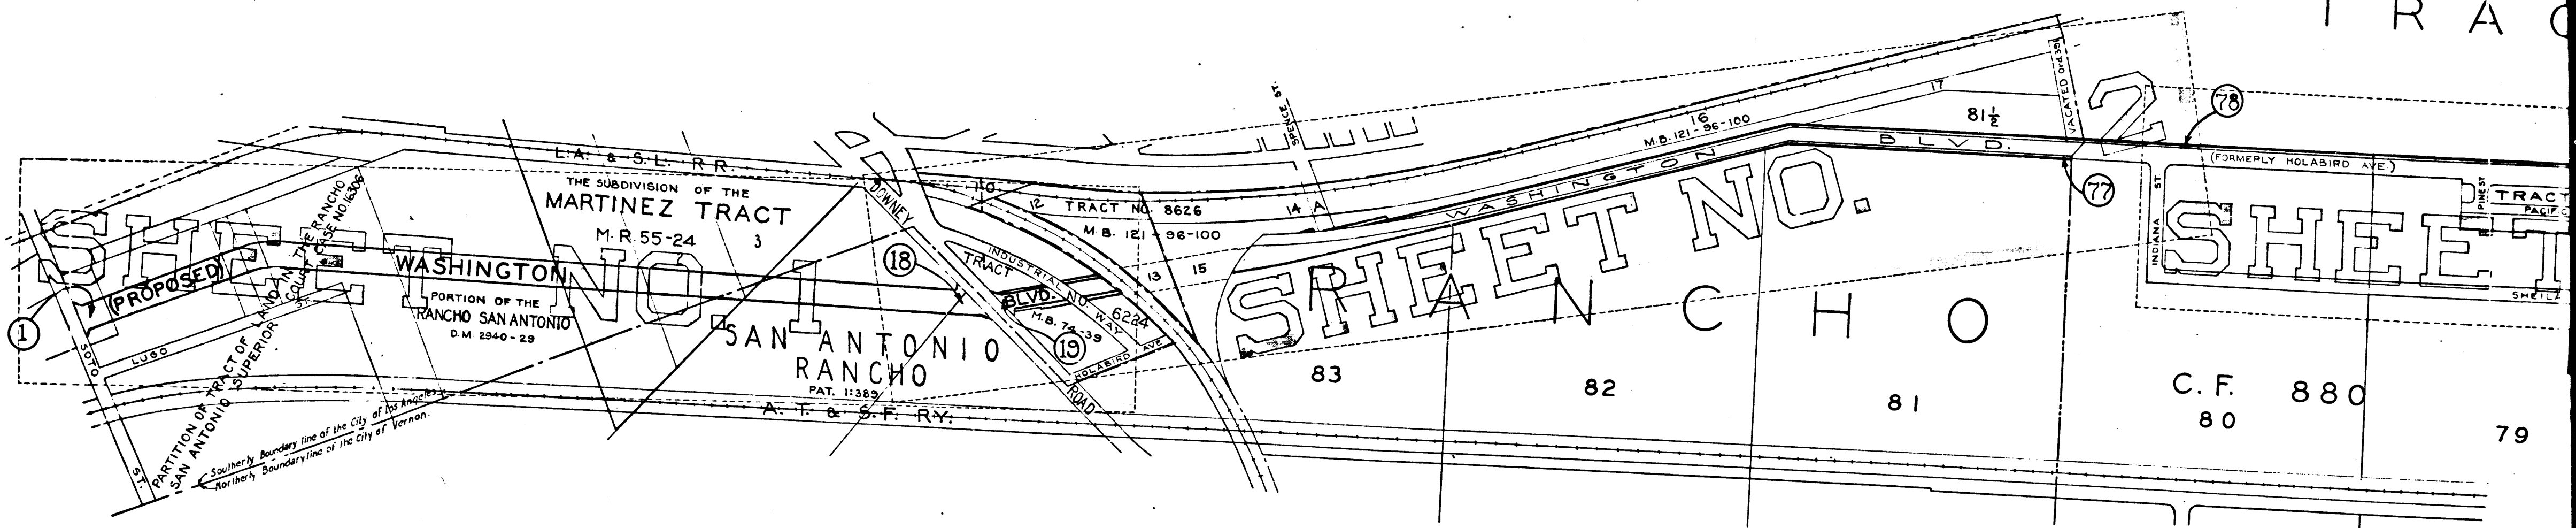 T R A C
SHEET NO. 1
L.A. & S.L. R.R.
THE SUBDIVISION OF THE
MARTINEZ TRACT
M.R. 55-24
3
(PROPOSED)
WASHINGTON
BLVD.
PORTION OF THE
RANCHO SAN ANTONIO
D.M. 2940-29
SAN ANTONIO
RANCHO
PAT. 1:389
A.T. & S.F. RY.
1
SOTO
ST.
LUGO
ST.
PARTITION OF TRACT OF LAND IN THE RANCHO
SAN ANTONIO SUPERIOR COURT CASE NO. 16306
Southerly Boundary line of the City of Los Angeles
Northerly Boundary line of the City of Vernon.
DOWNEY
ROAD
18
19
TRACT
NO.
6224
M.B. 74-39
INDUSTRIAL
WAY
HOLABIRD AVE
10
12
TRACT NO. 8626
M.B. 121-96-100
13
15
14
A
SPENCE ST.
16
M.B. 121-96-100
17
WASHINGTON
BLVD.
81½
VACATED Ord.391
SHEET NO. 2
RANCHO
83
82
81
77
78
(FORMERLY HOLABIRD AVE.)
INDIANA ST.
PINE ST
TRACT
PACIFIC
SHEET
SHEILA
C.F. 880
80
79